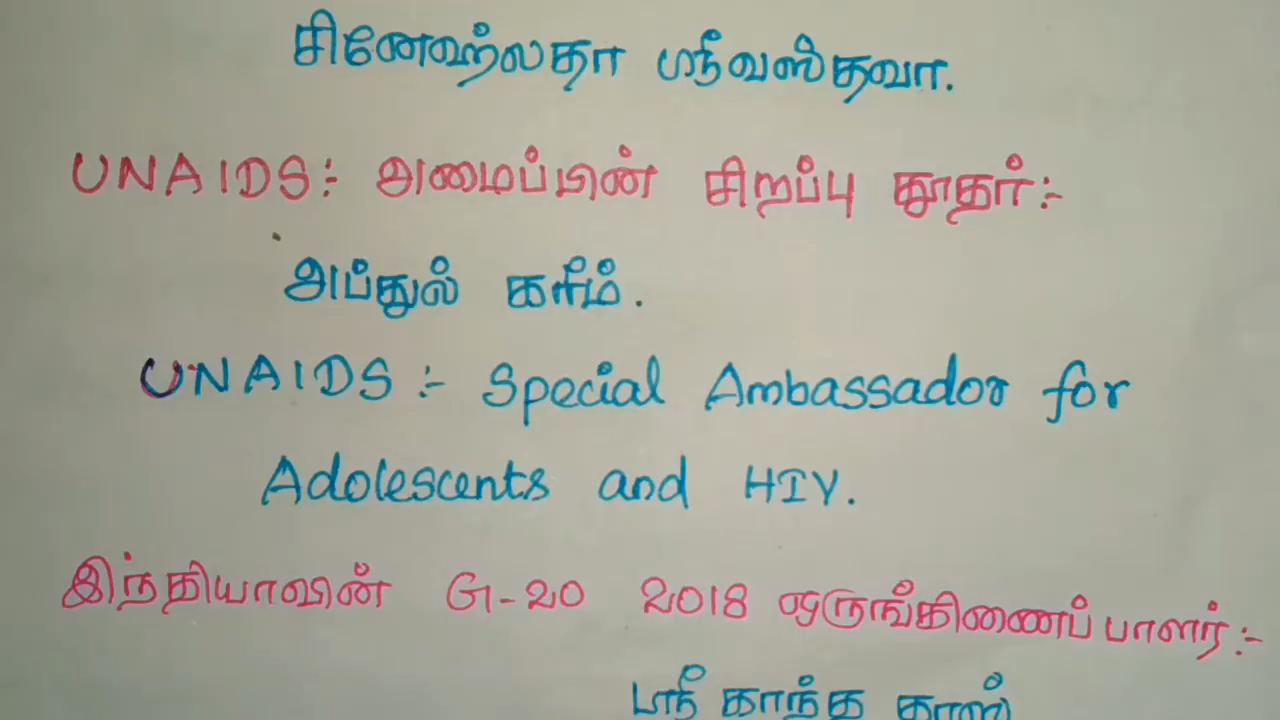 சினேஹ்லதா ஸ்ரீவஸ்தவா.
UNAIDS:- அமைப்பின் சிறப்பு தூதர்:-
அப்துல் கரீம்.
UNAIDS :- Special Ambassador for
Adolescents and HIV.
இந்தியாவின் G-20 2018 ஒருங்கிணைப்பாளர்:-
ஸ்ரீ காந்த தாஸ்